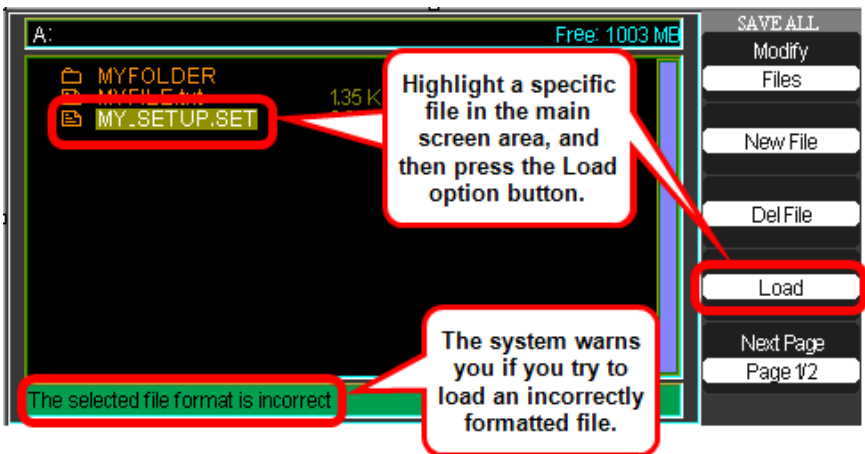 A:
Free: 1003 MB
MYFOLDER
MYFILE.txt
1.35 K
MY_SETUP.SET
Highlight a specific
file in the main
screen area, and
then press the Load
option button.
The system warns
you if you try to
load an incorrectly
formatted file.
The selected file format is incorrect
SAVE ALL
Modify
Files
New File
Del File
Load
Next Page
Page 1/2